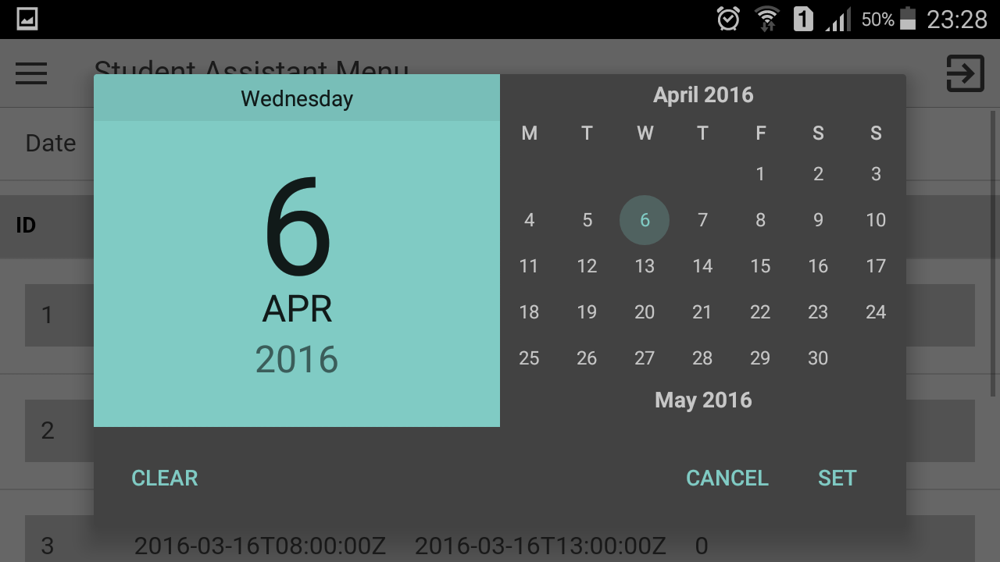 1 50% 23:28
Student Assistant Menu
Wednesday
6
APR
2016
April 2016
M T W T F S S
1 2 3
4 5 6 7 8 9 10
11 12 13 14 15 16 17
18 19 20 21 22 23 24
25 26 27 28 29 30
May 2016
CLEAR CANCEL SET
Date
ID
1
2
3 2016-03-16T08:00:00Z 2016-03-16T13:00:00Z 0